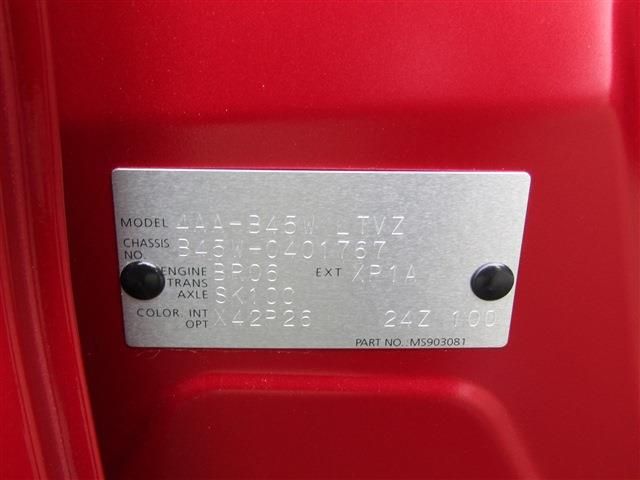 MODEL 4AA-B45W LTVZ
CHASSIS NO. B45W-0401767
ENGINE BR06 EXT XP1A
TRANS AXLE SK100
COLOR. INT OPT X42P26 24Z 100
PART NO.:MS903081